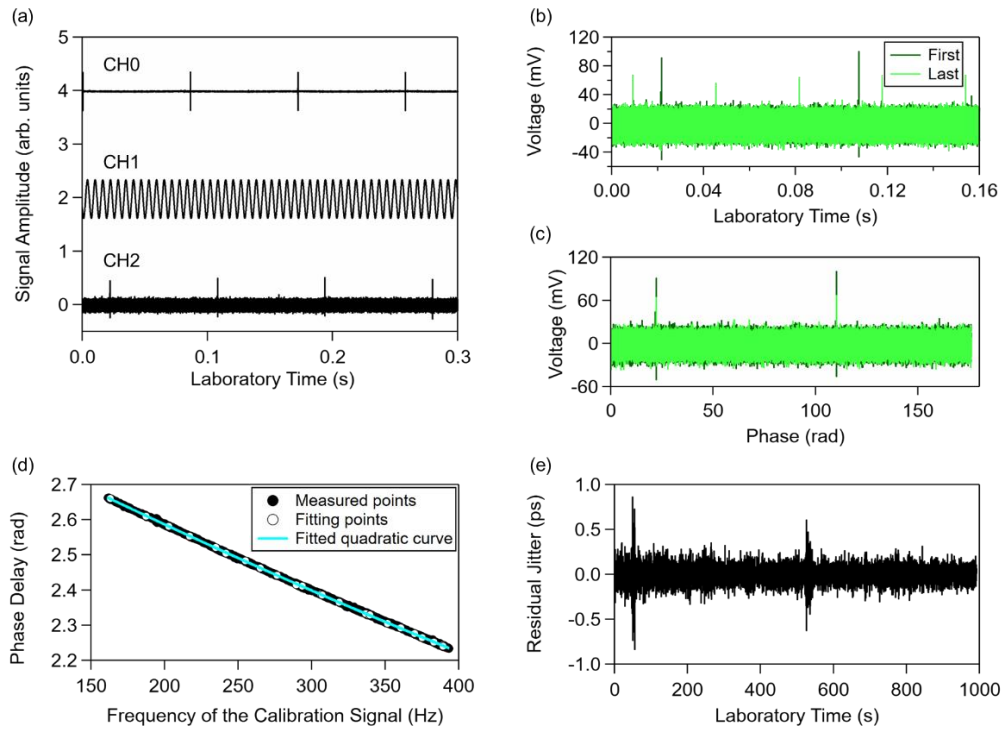 (a)
5
4
3
2
1
0
CH0
CH1
CH2
Signal Amplitude (arb. units)
0.0 0.1 0.2 0.3
Laboratory Time (s)
(b)
120
80
40
0
-40
Voltage (mV)
First
Last
0.00 0.04 0.08 0.12 0.16
Laboratory Time (s)
(c)
120
60
0
-60
Voltage (mV)
0 50 100 150
Phase (rad)
(d)
2.7
2.6
2.5
2.4
2.3
2.2
Phase Delay (rad)
Measured points
Fitting points
Fitted quadratic curve
150 200 250 300 350 400
Frequency of the Calibration Signal (Hz)
(e)
1.0
0.5
0.0
-0.5
-1.0
Residual Jitter (ps)
0 200 400 600 800 1000
Laboratory Time (s)